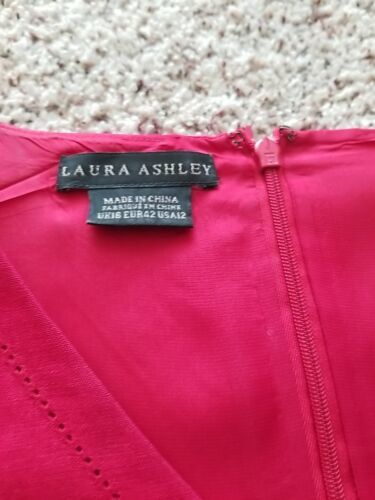 LAURA ASHLEY
MADE IN CHINA
FABRIQUÉ EN CHINE
UK16 EUR42 USA12